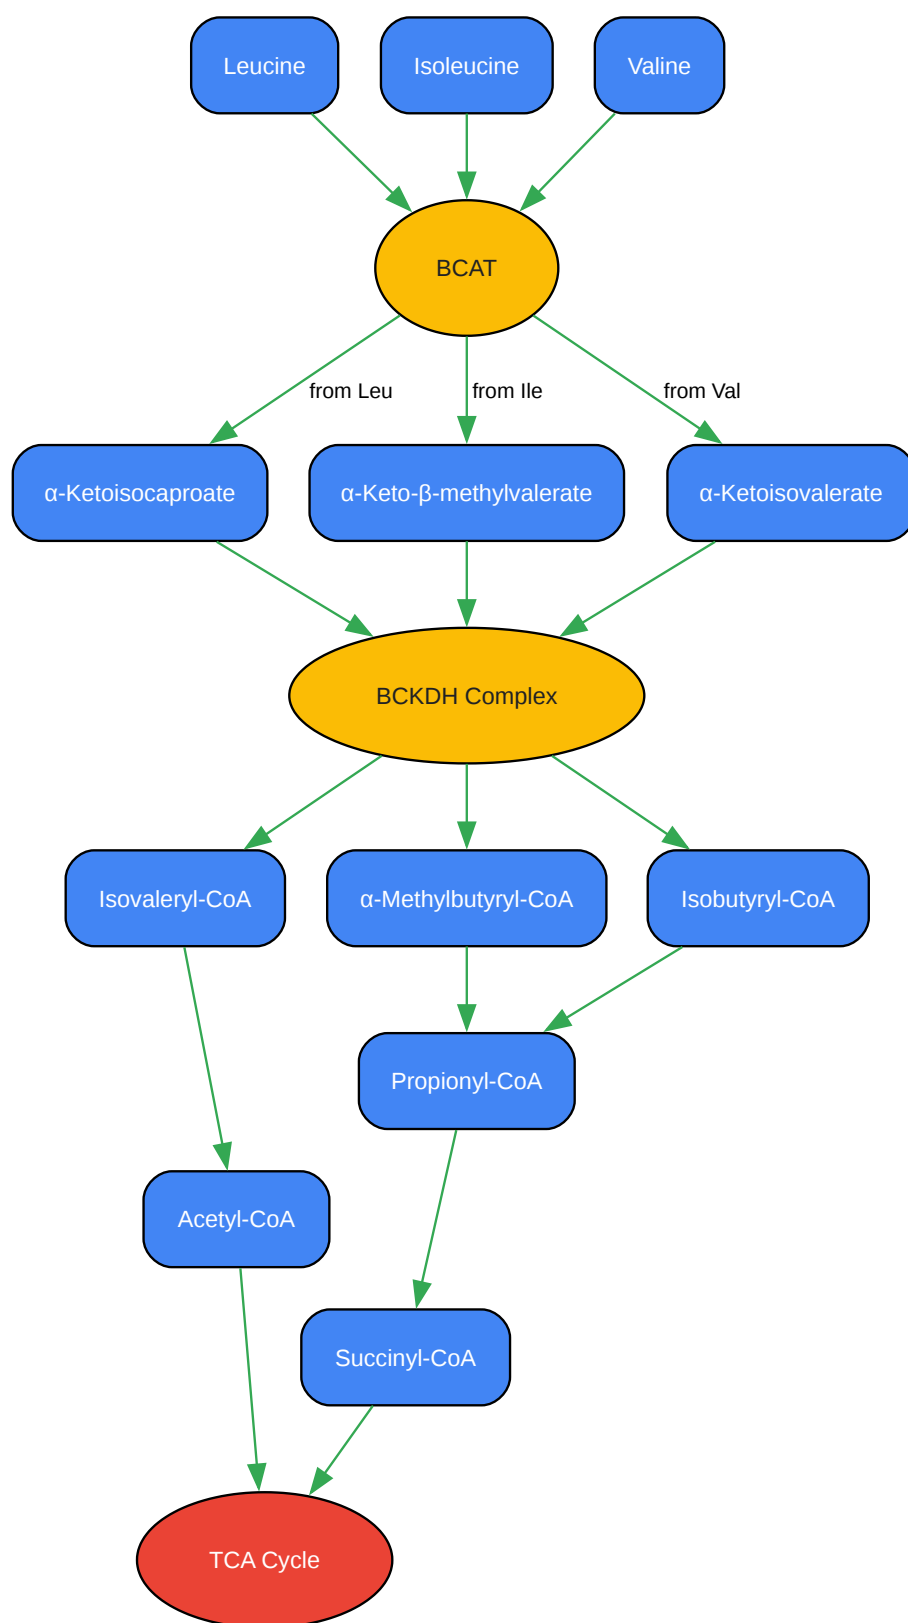 Leucine
Isoleucine
Valine
BCAT
from Leu
from Ile
from Val
α-Ketoisocaproate
α-Keto-β-methylvalerate
α-Ketoisovalerate
BCKDH Complex
Isovaleryl-CoA
α-Methylbutyryl-CoA
Isobutyryl-CoA
Propionyl-CoA
Acetyl-CoA
Succinyl-CoA
TCA Cycle